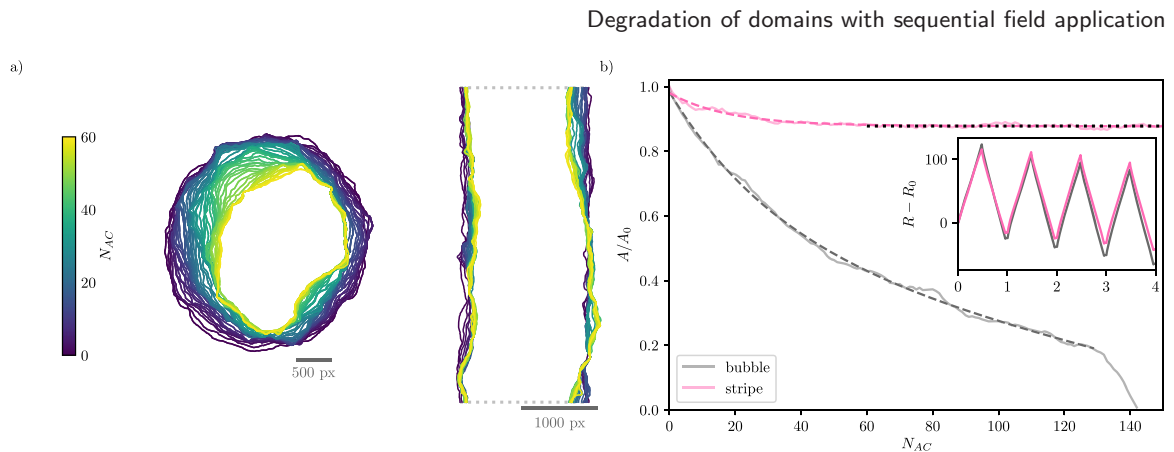 Degradation of domains with sequential field application
a)
60
40
20
0
N_AC
500 px
1000 px
b)
1.0
0.8
0.6
0.4
0.2
0.0
A/A_0
0 20 40 60 80 100 120 140
N_AC
bubble
stripe
100
0
R − R_0
0 1 2 3 4